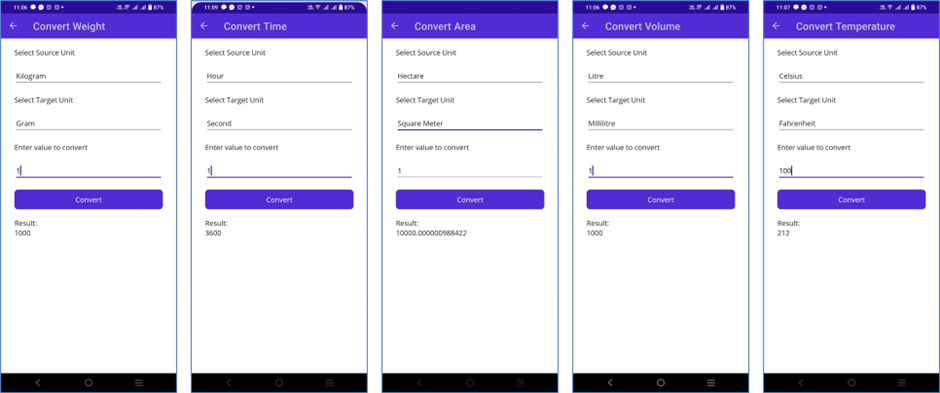 11:06 87%
Convert Weight
Select Source Unit
Kilogram
Select Target Unit
Gram
Enter value to convert
1
Convert
Result:
1000
11:09 87%
Convert Time
Select Source Unit
Hour
Select Target Unit
Second
Enter value to convert
1
Convert
Result:
3600
Convert Area
Select Source Unit
Hectare
Select Target Unit
Square Meter
Enter value to convert
1
Convert
Result:
10000.000000988422
11:06 87%
Convert Volume
Select Source Unit
Litre
Select Target Unit
Millilitre
Enter value to convert
1
Convert
Result:
1000
11:07 87%
Convert Temperature
Select Source Unit
Celsius
Select Target Unit
Fahrenheit
Enter value to convert
100
Convert
Result:
212